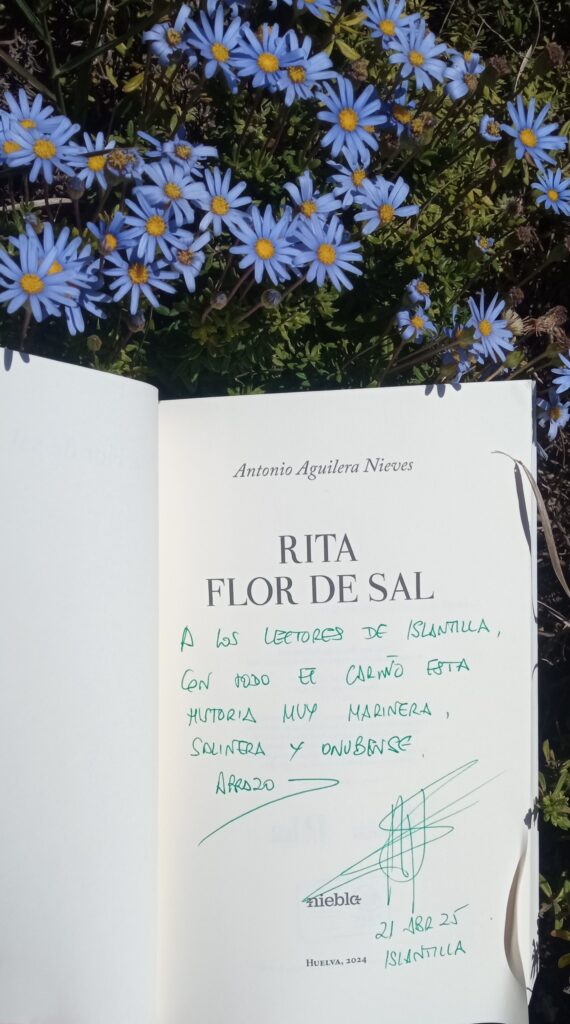 Antonio Aguilera Nieves
RITA
FLOR DE SAL
A LOS LECTORES DE ISLANTILLA,
CON TODO EL CARIÑO ESTA
HISTORIA MUY MARINERA,
SALINERA Y ONUBENSE.
ABRAZO
niebla
21 ABR 25
HUELVA, 2024
ISLANTILLA